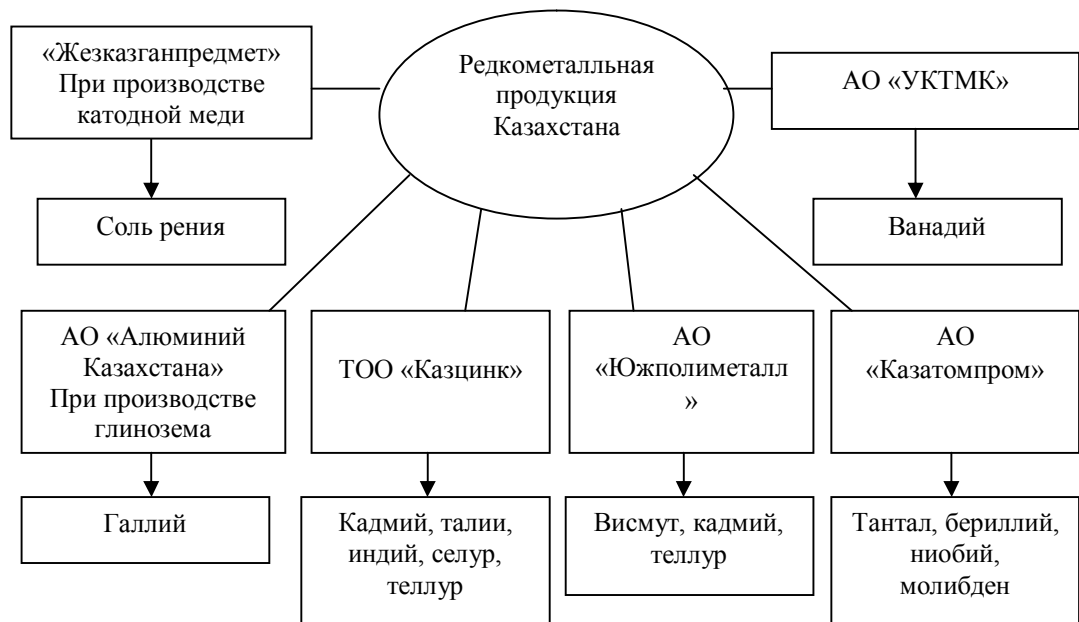 «Жезказганпредмет»
При производстве
катодной меди
Редкометалльная
продукция
Казахстана
АО «УКТМК»
Соль рения
Ванадий
АО «Алюминий
Казахстана»
При производстве
глинозема
ТОО «Казцинк»
АО
«Южполиметалл
»
АО
«Казатомпром»
Галлий
Кадмий, талии,
индий, селур,
теллур
Висмут, кадмий,
теллур
Тантал, бериллий,
ниобий,
молибден